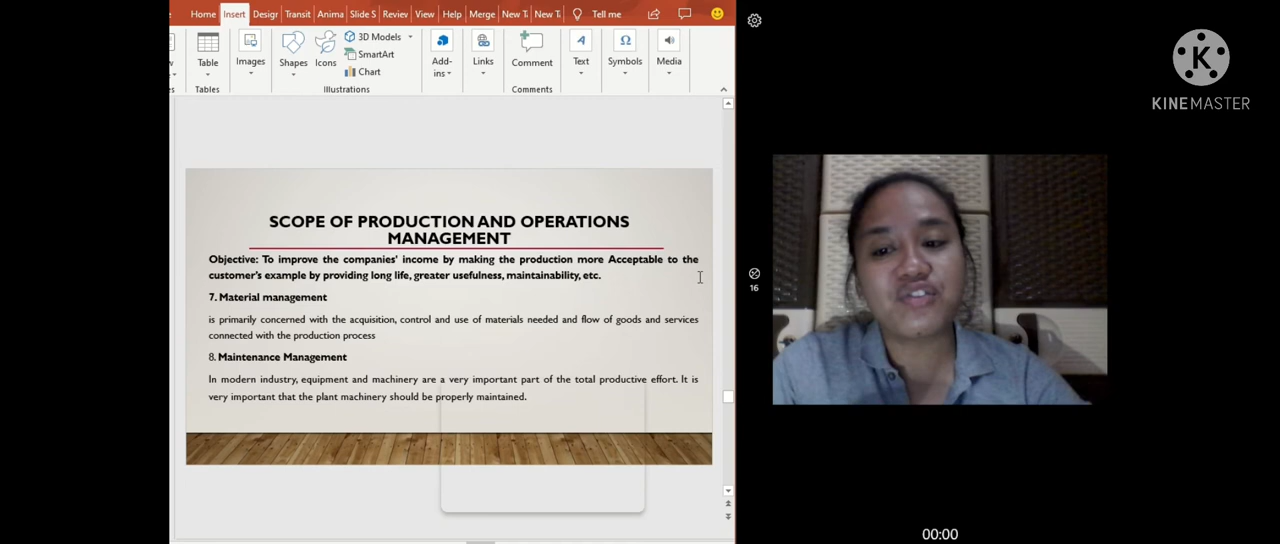 Home Insert Design Transit Anima Slide S Review View Help Merge New T New T Tell me
Table
Images
Shapes
Icons
3D Models
SmartArt
Chart
Add-
ins
Links
Comment
Text
Symbols
Media
Tables
Illustrations
Comments
K
KINEMASTER
SCOPE OF PRODUCTION AND OPERATIONS
MANAGEMENT
Objective: To improve the companies' income by making the production more Acceptable to the
customer's example by providing long life, greater usefulness, maintainability, etc.
7. Material management
is primarily concerned with the acquisition, control and use of materials needed and flow of goods and services
connected with the production process
8. Maintenance Management
In modern industry, equipment and machinery are a very important part of the total productive effort. It is
very important that the plant machinery should be properly maintained.
16
00:00